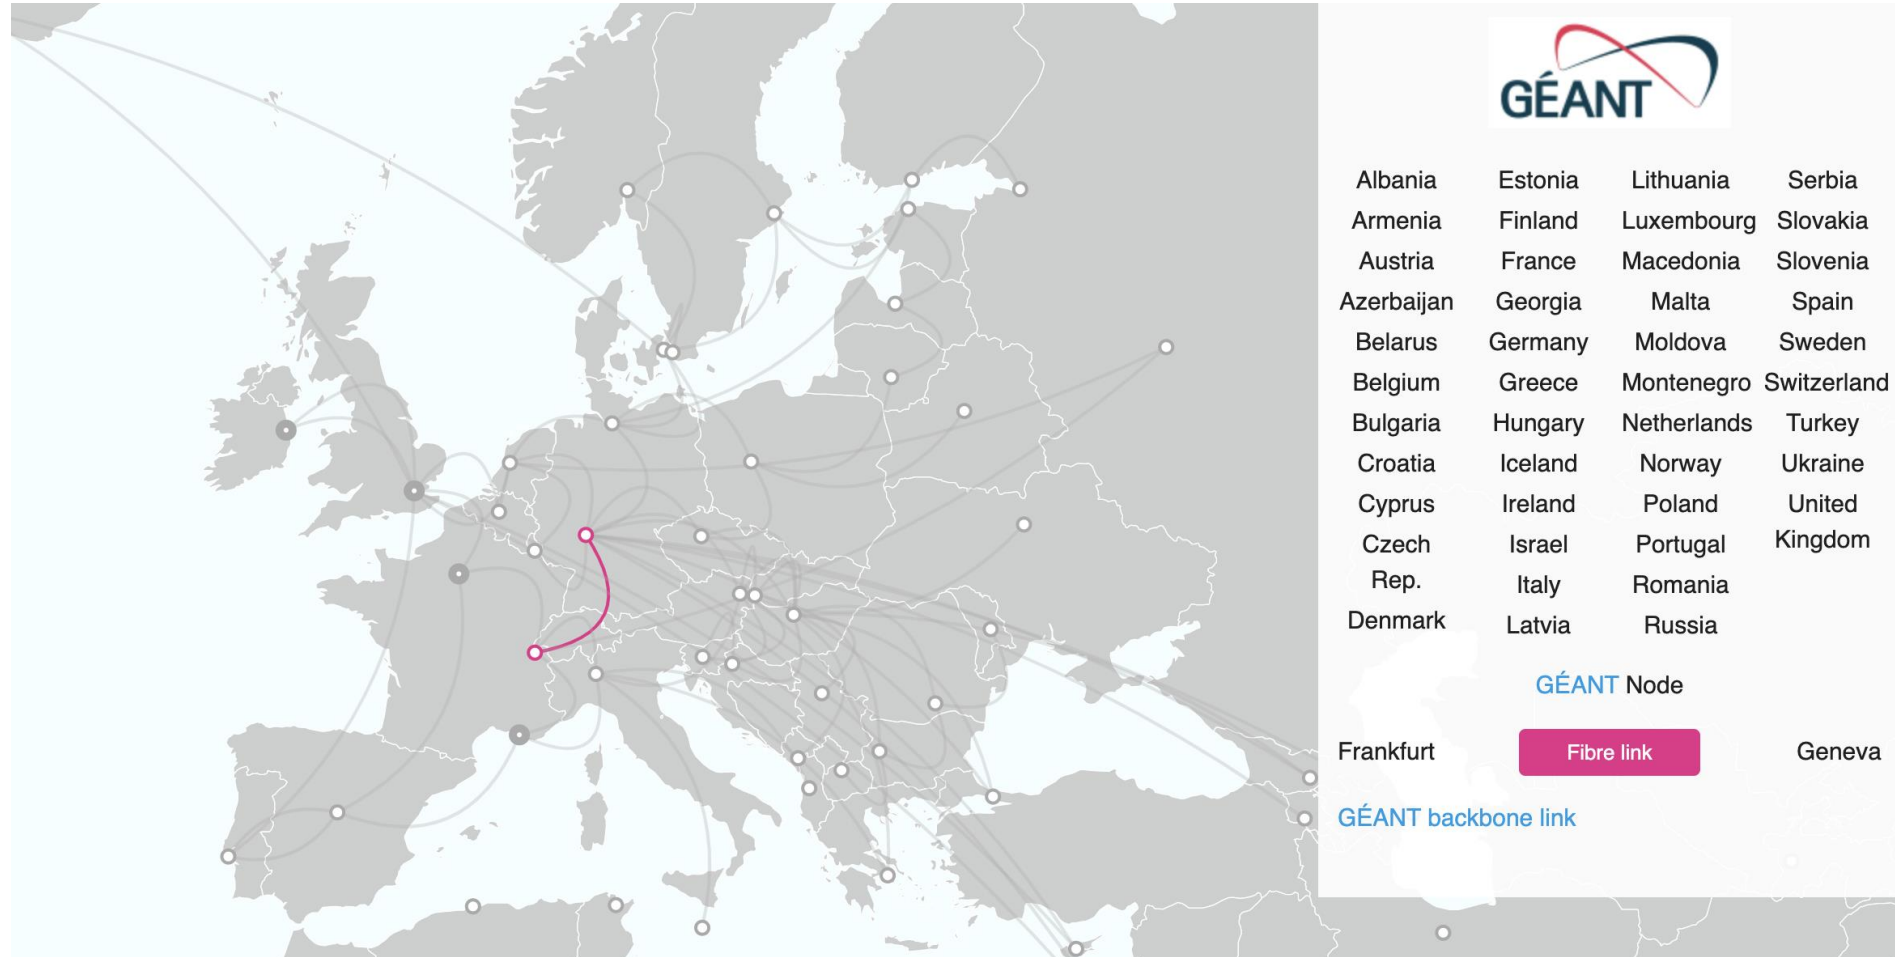 GÉANT
Albania Estonia Lithuania Serbia
Armenia Finland Luxembourg Slovakia
Austria France Macedonia Slovenia
Azerbaijan Georgia Malta Spain
Belarus Germany Moldova Sweden
Belgium Greece Montenegro Switzerland
Bulgaria Hungary Netherlands Turkey
Croatia Iceland Norway Ukraine
Cyprus Ireland Poland United
Kingdom
Czech Israel Portugal
Rep. Italy Romania
Denmark Latvia Russia
GÉANT Node
Frankfurt Fibre link Geneva
GÉANT backbone link